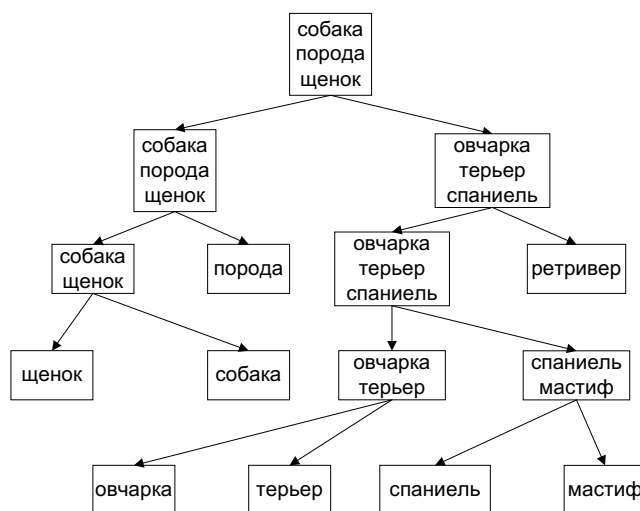 собака
порода
щенок
собака
порода
щенок
овчарка
терьер
спаниель
собака
щенок
порода
овчарка
терьер
спаниель
ретривер
щенок
собака
овчарка
терьер
спаниель
мастиф
овчарка
терьер
спаниель
мастиф